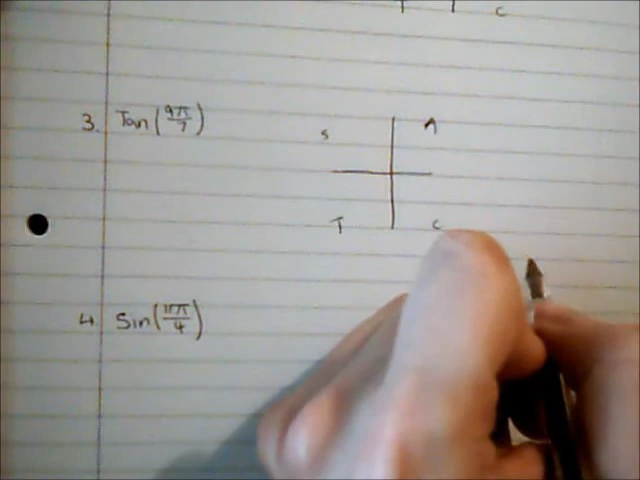 C
3. Tan(9π/7)
S A
T C
4. Sin(11π/4)